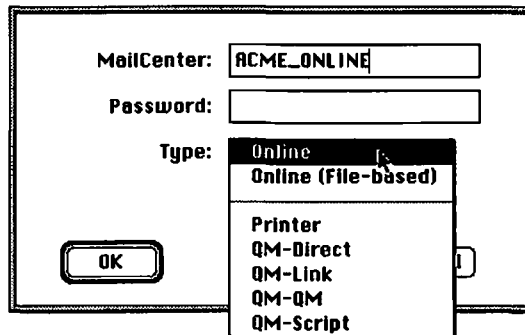 MailCenter: ACME_ONLINE
Password:
Type: Online
Online (File-based)
Printer
QM-Direct
OK
QM-Link
QM-QM
QM-Script